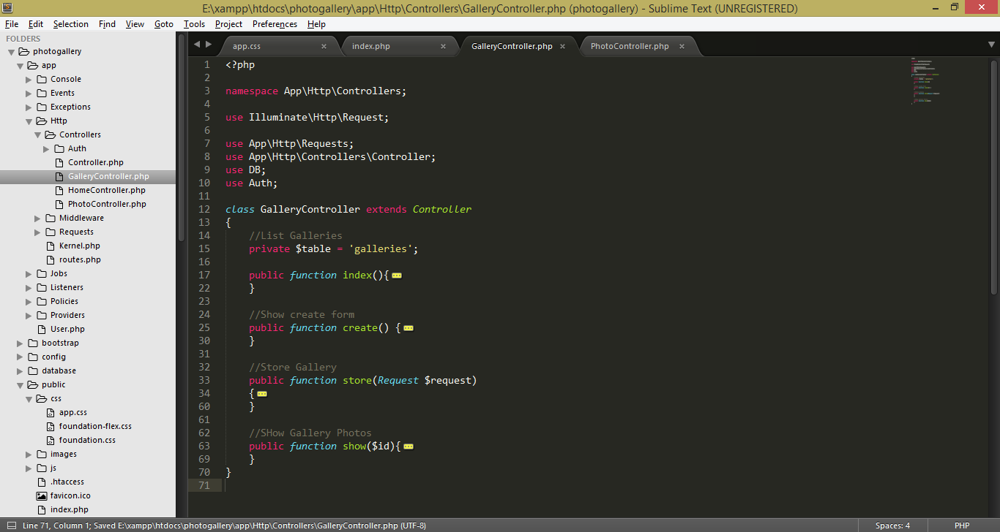 E:\xampp\htdocs\photogallery\app\Http\Controllers\GalleryController.php (photogallery) - Sublime Text (UNREGISTERED)
File Edit Selection Find View Goto Tools Project Preferences Help
FOLDERS
photogallery
app
Console
Events
Exceptions
Http
Controllers
Auth
Controller.php
GalleryController.php
HomeController.php
PhotoController.php
Middleware
Requests
Kernel.php
routes.php
Jobs
Listeners
Policies
Providers
User.php
bootstrap
config
database
public
css
app.css
foundation-flex.css
foundation.css
images
js
.htaccess
favicon.ico
index.php
app.css index.php GalleryController.php PhotoController.php
1 <?php
2
3 namespace App\Http\Controllers;
4
5 use Illuminate\Http\Request;
6
7 use App\Http\Requests;
8 use App\Http\Controllers\Controller;
9 use DB;
10 use Auth;
11
12 class GalleryController extends Controller
13 {
14 //List Galleries
15 private $table = 'galleries';
16
17 public function index(){
22 }
23
24 //Show create form
25 public function create() {
30 }
31
32 //Store Gallery
33 public function store(Request $request)
34 {
60 }
61
62 //SHow Gallery Photos
63 public function show($id){
69 }
70 }
71
Line 71, Column 1; Saved E:\xampp\htdocs\photogallery\app\Http\Controllers\GalleryController.php (UTF-8) Spaces: 4 PHP